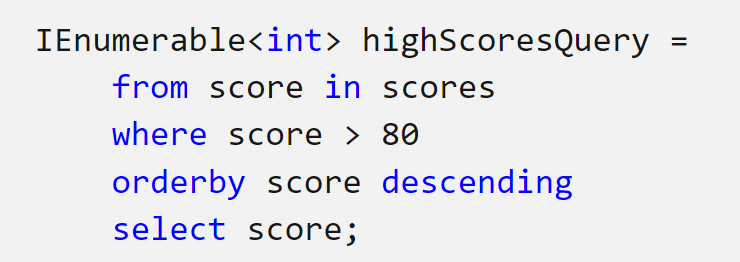 IEnumerable<int> highScoresQuery =
    from score in scores
    where score > 80
    orderby score descending
    select score;